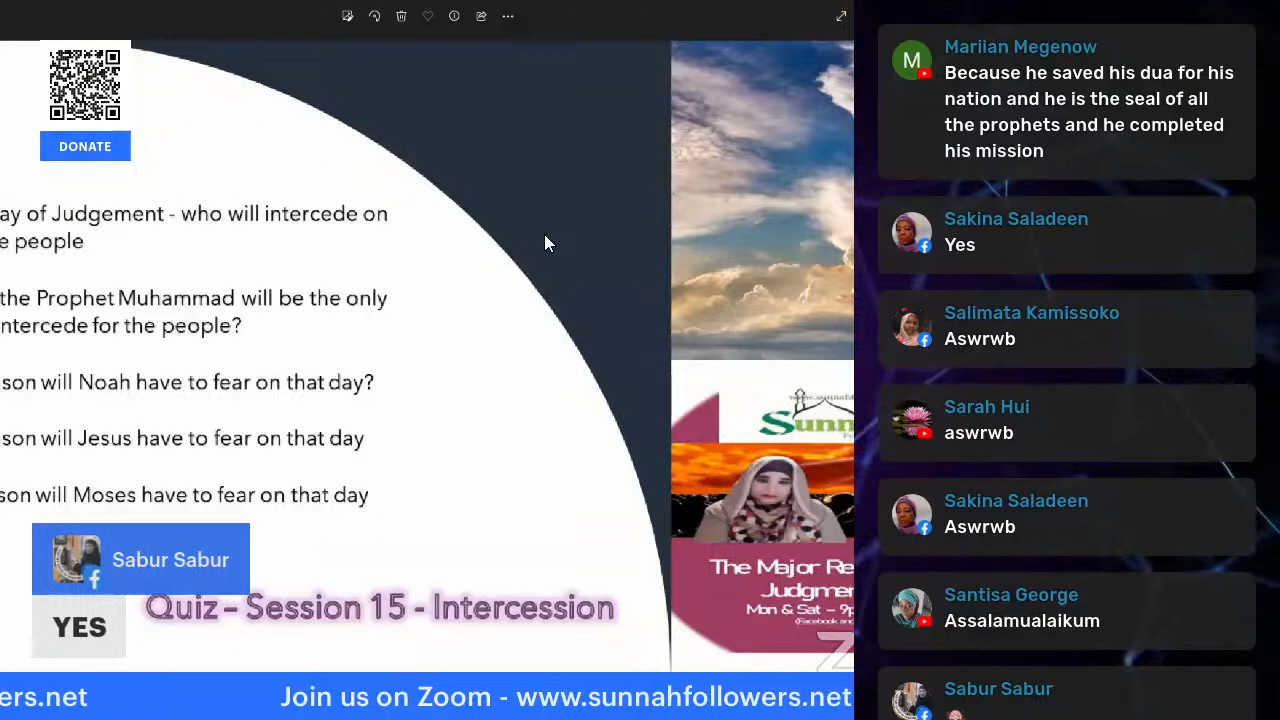 DONATE
ay of Judgement - who will intercede on
e people
the Prophet Muhammad will be the only
ntercede for the people?
son will Noah have to fear on that day?
son will Jesus have to fear on that day
son will Moses have to fear on that day
Sabur Sabur
YES
Quiz – Session 15 - Intercession
Sunn
The Major Re
Judgmer
Mon & Sat – 9p
(Facebook and
ers.net
Join us on Zoom - www.sunnahfollowers.net
M
Mariian Megenow
Because he saved his dua for his
nation and he is the seal of all
the prophets and he completed
his mission
Sakina Saladeen
Yes
Salimata Kamissoko
Aswrwb
Sarah Hui
aswrwb
Sakina Saladeen
Aswrwb
Santisa George
Assalamualaikum
Sabur Sabur